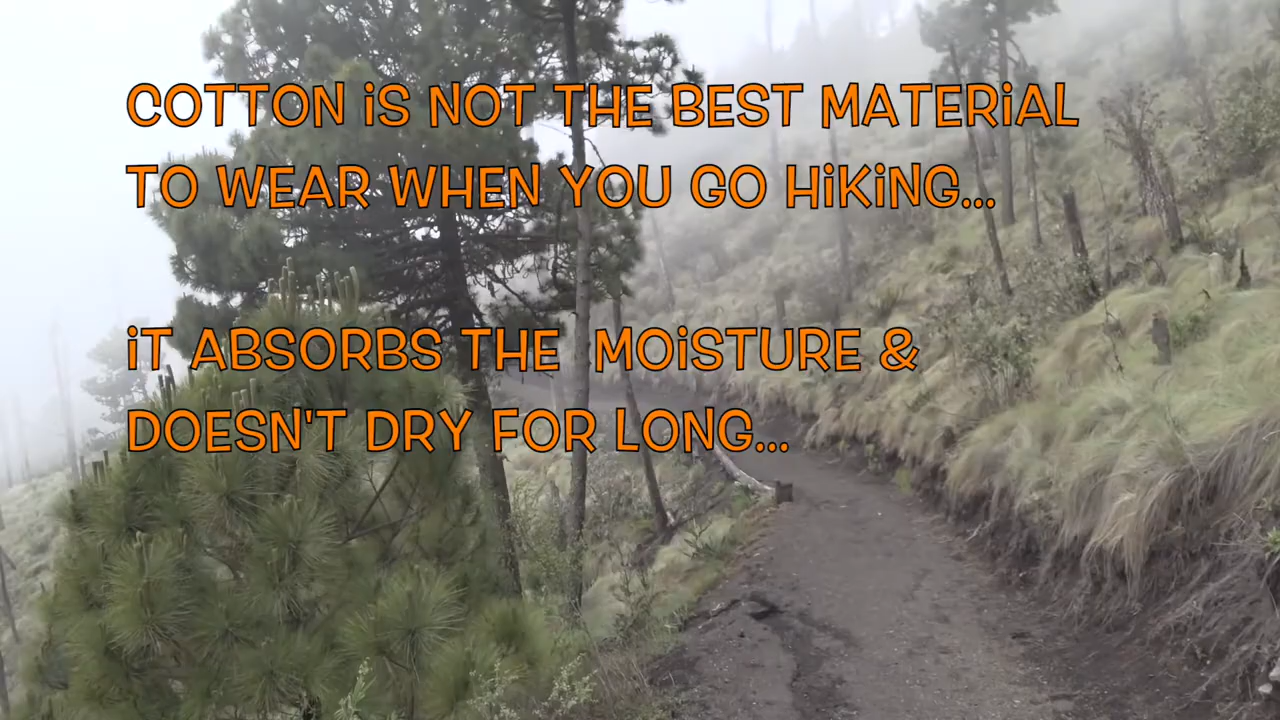 COTTON iS NOT THE BEST MATERiAL
TO WEAR WHEN YOU GO HiKiNG...
iT ABSORBS THE MOiSTURE &
DOESN'T DRY FOR LONG...